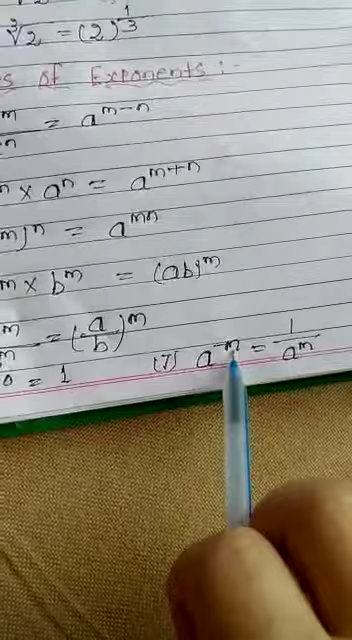 ∛2 = (2)^1/3
of Exponents :-
m = a^m-n
n × a^n = a^m+n
m)^n = a^mn
m × b^m = (ab)^m
m = (a/b)^m
0 = 1 (7) a^-m = 1/a^m